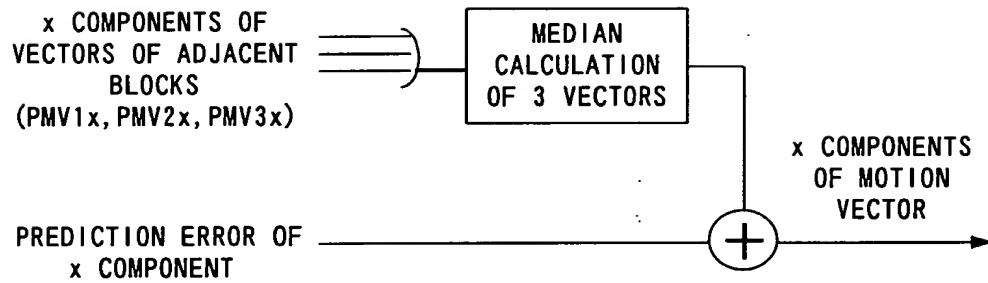 x COMPONENTS OF
VECTORS OF ADJACENT
BLOCKS
(PMV1x, PMV2x, PMV3x)
MEDIAN
CALCULATION
OF 3 VECTORS
x COMPONENTS
OF MOTION
VECTOR
PREDICTION ERROR OF
x COMPONENT
+